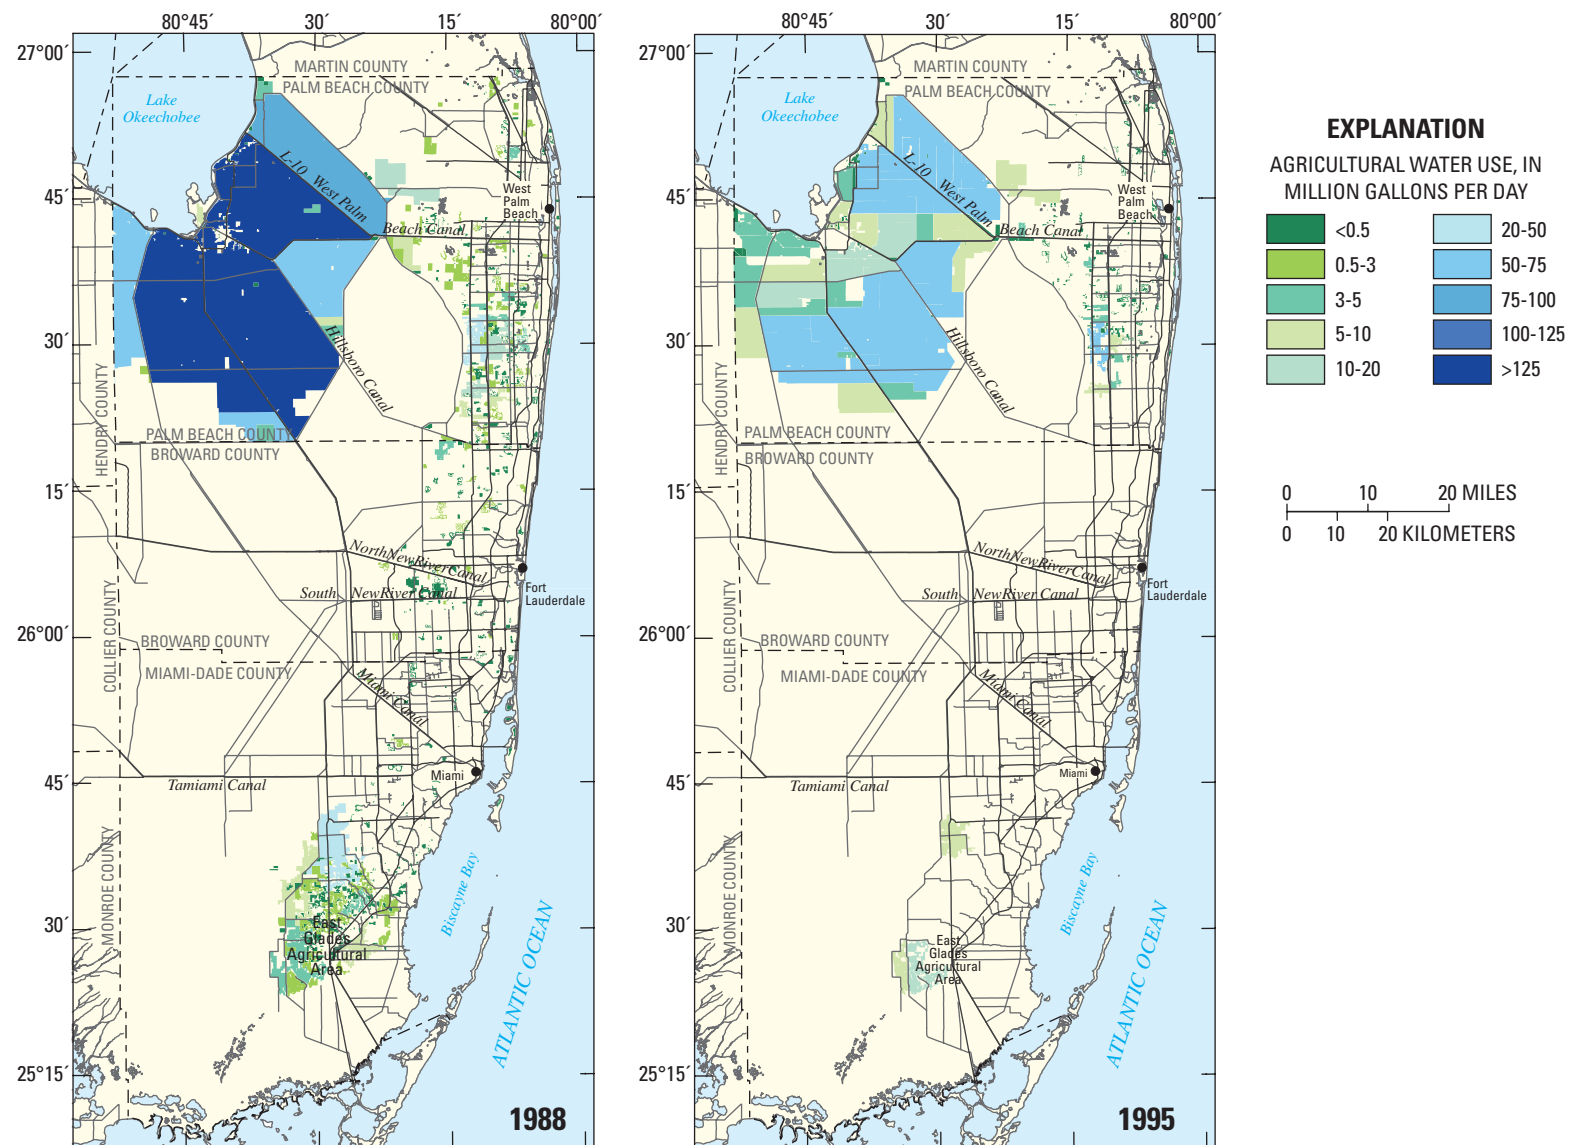 80°45´ 30´ 15´ 80°00´
27°00´
MARTIN COUNTY
PALM BEACH COUNTY
Lake
Okeechobee
L-10 West Palm
Beach Canal
West
Palm
Beach
45´
30´
Hillsboro Canal
HENDRY COUNTY
PALM BEACH COUNTY
BROWARD COUNTY
15´
North New River Canal
South New River Canal
Fort
Lauderdale
26°00´
COLLIER COUNTY
BROWARD COUNTY
MIAMI-DADE COUNTY
Miami Canal
Miami
45´
Tamiami Canal
MONROE COUNTY
Biscayne Bay
30´
East
Glades
Agricultural
Area
ATLANTIC OCEAN
25°15´
1988
80°45´ 30´ 15´ 80°00´
27°00´
MARTIN COUNTY
PALM BEACH COUNTY
Lake
Okeechobee
L-10 West Palm
Beach Canal
West
Palm
Beach
45´
30´
Hillsboro Canal
HENDRY COUNTY
PALM BEACH COUNTY
BROWARD COUNTY
15´
North New River Canal
South New River Canal
Fort
Lauderdale
26°00´
COLLIER COUNTY
BROWARD COUNTY
MIAMI-DADE COUNTY
Miami Canal
Miami
45´
Tamiami Canal
MONROE COUNTY
Biscayne Bay
30´
East
Glades
Agricultural
Area
ATLANTIC OCEAN
25°15´
1995
EXPLANATION
AGRICULTURAL WATER USE, IN
MILLION GALLONS PER DAY
<0.5 20-50
0.5-3 50-75
3-5 75-100
5-10 100-125
10-20 >125
0 10 20 MILES
0 10 20 KILOMETERS